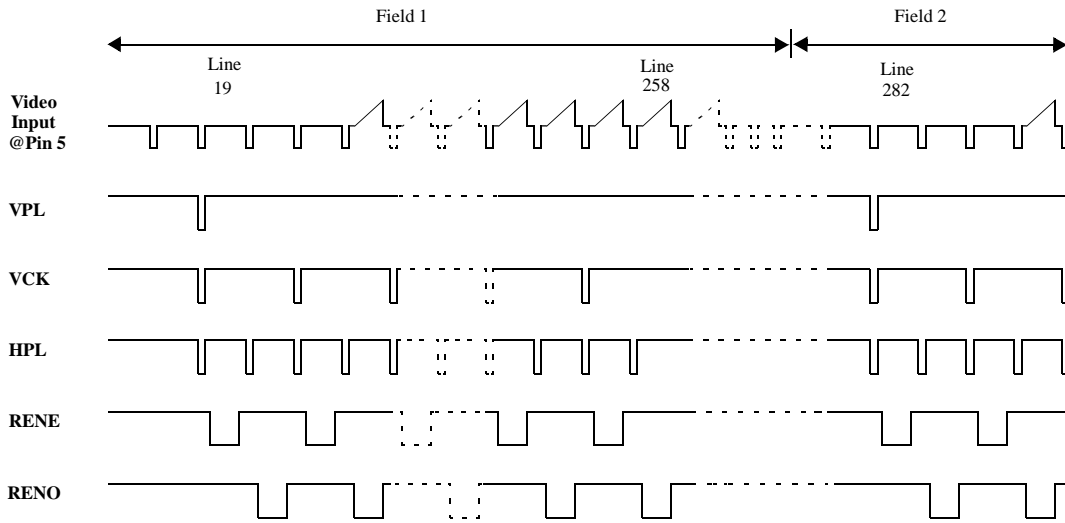 Field 1
Field 2
Line
19
Line
258
Line
282
Video
Input
@Pin 5
VPL
VCK
HPL
RENE
RENO